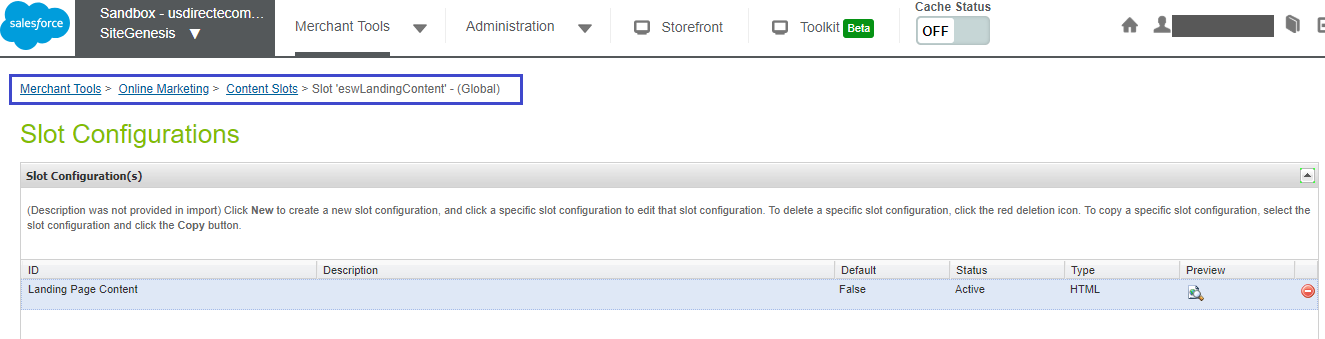 salesforce
Sandbox - usdirectecom...
SiteGenesis
Merchant Tools
Administration
Storefront
Toolkit Beta
Cache Status
OFF
Merchant Tools > Online Marketing > Content Slots > Slot 'eswLandingContent' - (Global)
Slot Configurations
Slot Configuration(s)
(Description was not provided in import) Click New to create a new slot configuration, and click a specific slot configuration to edit that slot configuration. To delete a specific slot configuration, click the red deletion icon. To copy a specific slot configuration, select the
slot configuration and click the Copy button.
ID Description Default Status Type Preview
Landing Page Content False Active HTML